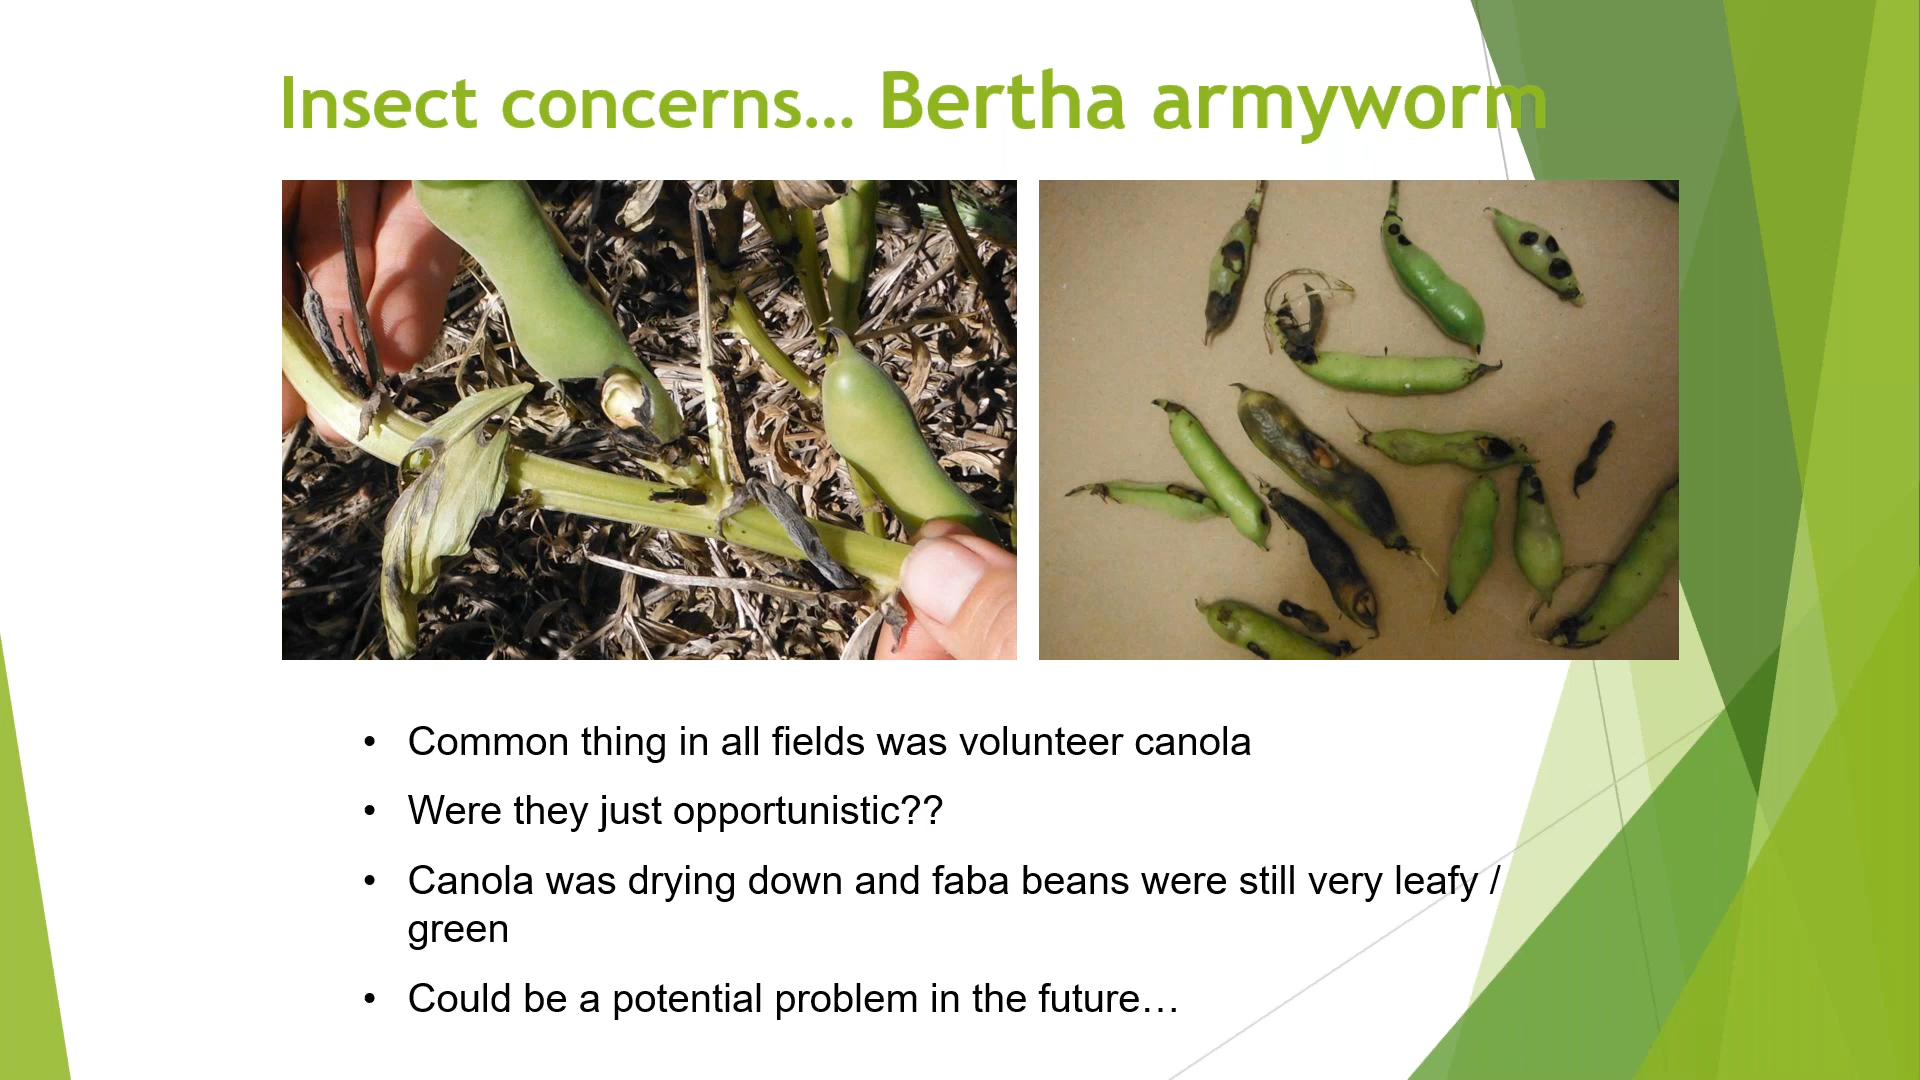 Insect concerns... Bertha armyworm
• Common thing in all fields was volunteer canola
• Were they just opportunistic??
• Canola was drying down and faba beans were still very leafy /
green
• Could be a potential problem in the future…